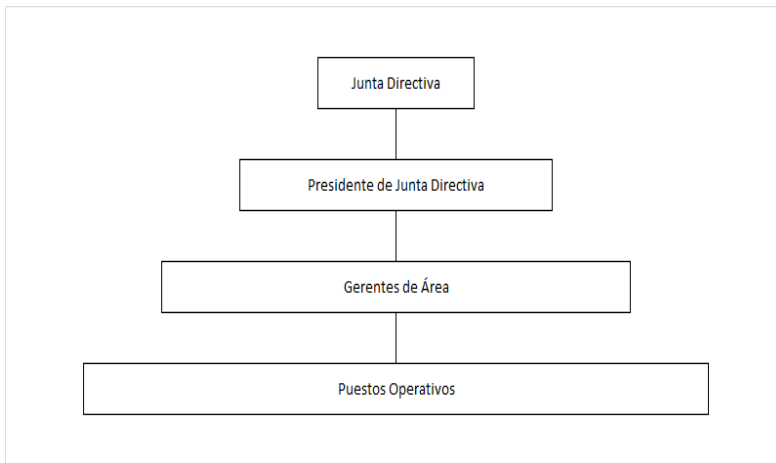 Junta Directiva
Presidente de Junta Directiva
Gerentes de Área
Puestos Operativos